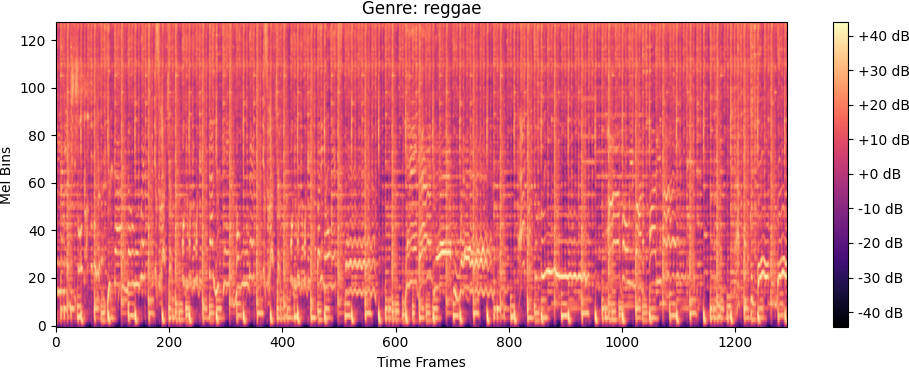 Genre: reggae
Mel Bins
120
100
80
60
40
20
0
0 200 400 600 800 1000 1200
Time Frames
+40 dB
+30 dB
+20 dB
+10 dB
+0 dB
-10 dB
-20 dB
-30 dB
-40 dB